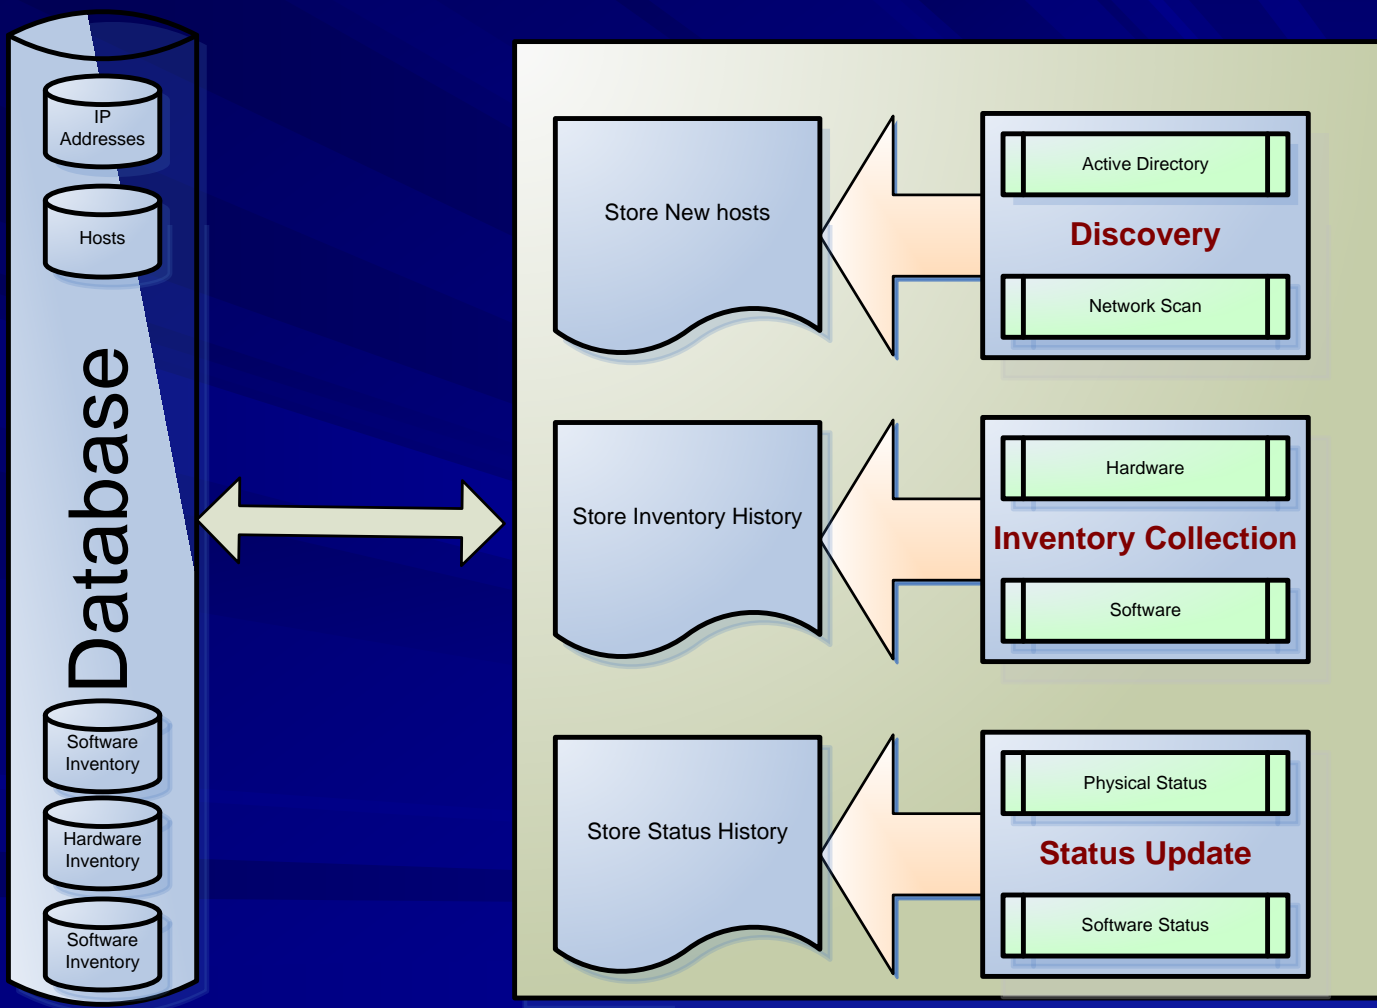 IP
Addresses
Hosts
Database
Software
Inventory
Hardware
Inventory
Software
Inventory
Store New hosts
Active Directory
Discovery
Network Scan
Store Inventory History
Hardware
Inventory Collection
Software
Store Status History
Physical Status
Status Update
Software Status